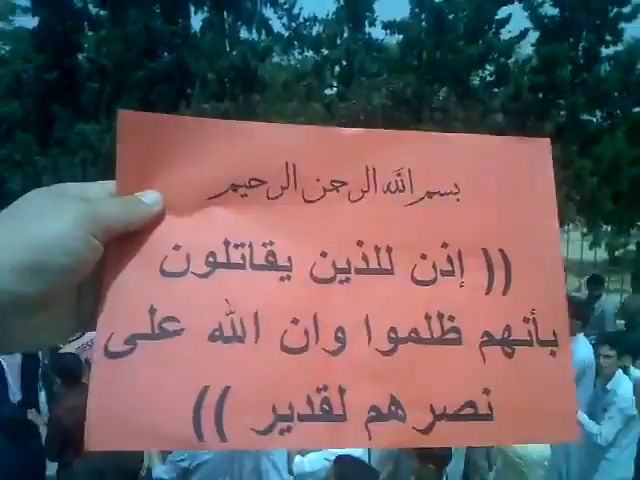 بسم الله الرحمن الرحيم
(( إذن للذين يقاتلون
بأنهم ظلموا وان الله على
نصرهم لقدير ))